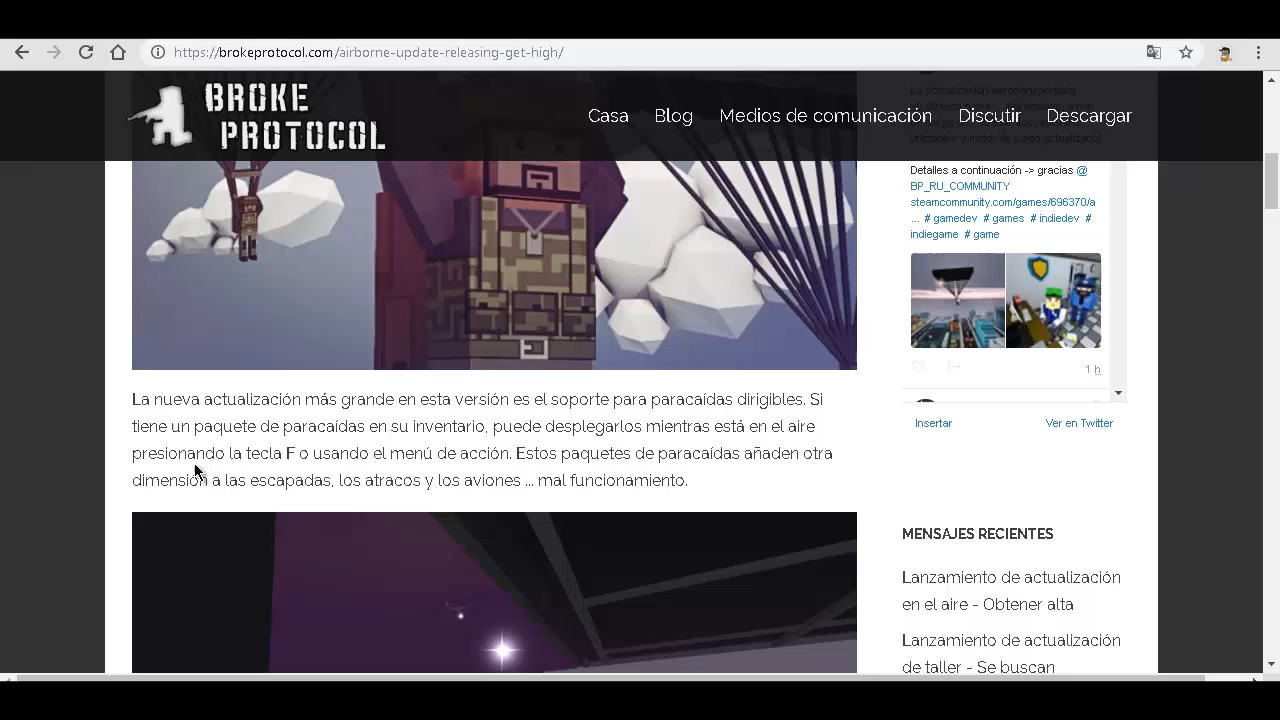 https://brokeprotocol.com/airborne-update-releasing-get-high/
BROKE
PROTOCOL
Casa Blog Medios de comunicación Discutir Descargar
Detalles a continuación -> gracias @
BP_RU_COMMUNITY
steamcommunity.com/games/696370/a
... # gamedev # games # indiedev #
indiegame # game
1 h
Insertar Ver en Twitter
La nueva actualización más grande en esta versión es el soporte para paracaídas dirigibles. Si
tiene un paquete de paracaídas en su inventario, puede desplegarlos mientras está en el aire
presionando la tecla F o usando el menú de acción. Estos paquetes de paracaídas añaden otra
dimensión a las escapadas, los atracos y los aviones ... mal funcionamiento.
MENSAJES RECIENTES
Lanzamiento de actualización
en el aire - Obtener alta
Lanzamiento de actualización
de taller - Se buscan